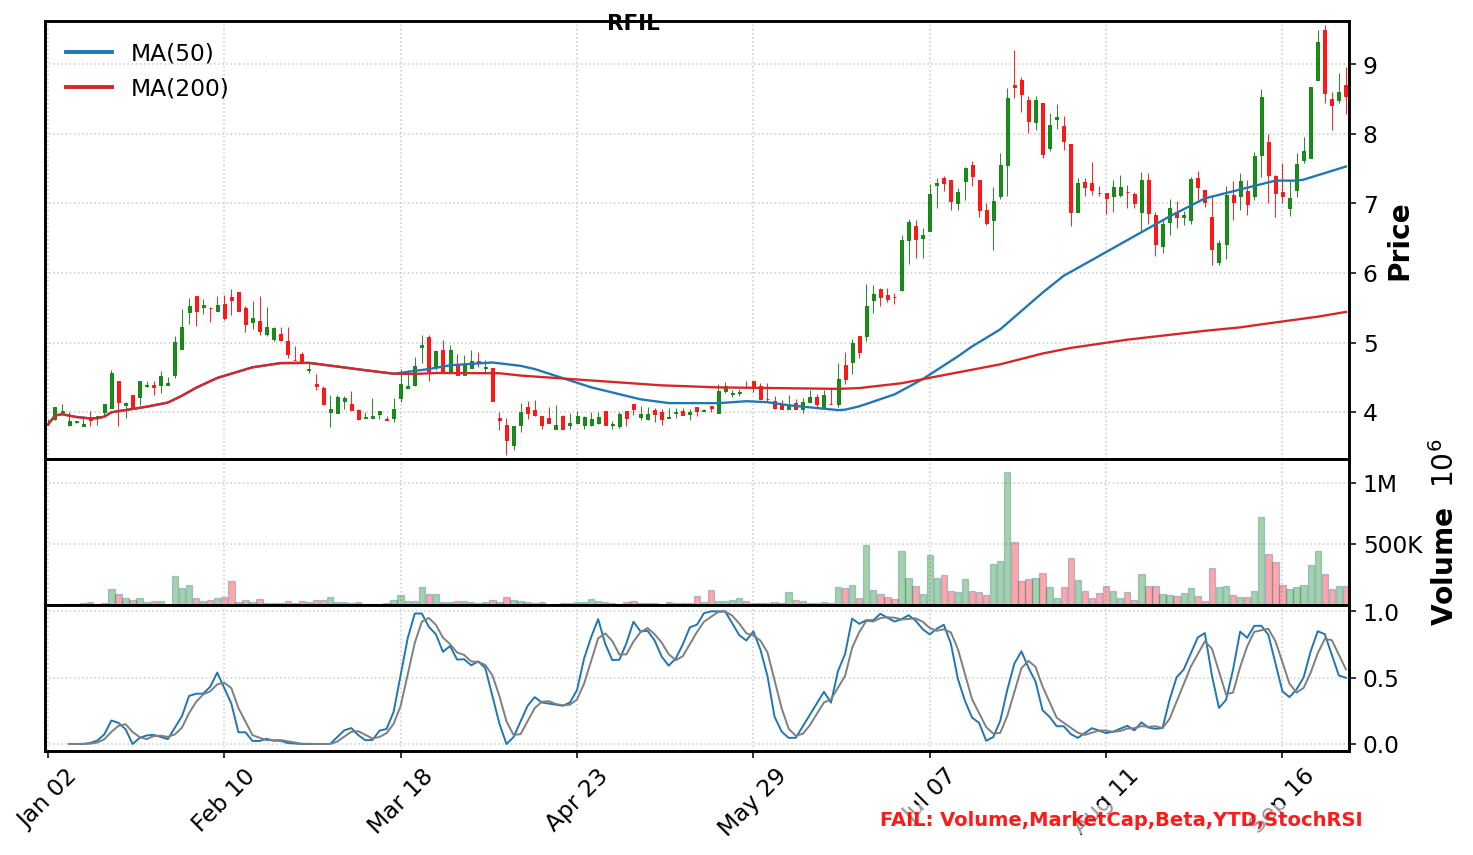 RFIL
MA(50)
MA(200)
9
8
7
6
5
4
Price
1M
500K
Volume 10⁶
1.0
0.5
0.0
Jan 02
Feb 10
Mar 18
Apr 23
May 29
Jul 07
Aug 11
Sep 16
FAIL: Volume,MarketCap,Beta,YTD,StochRSI